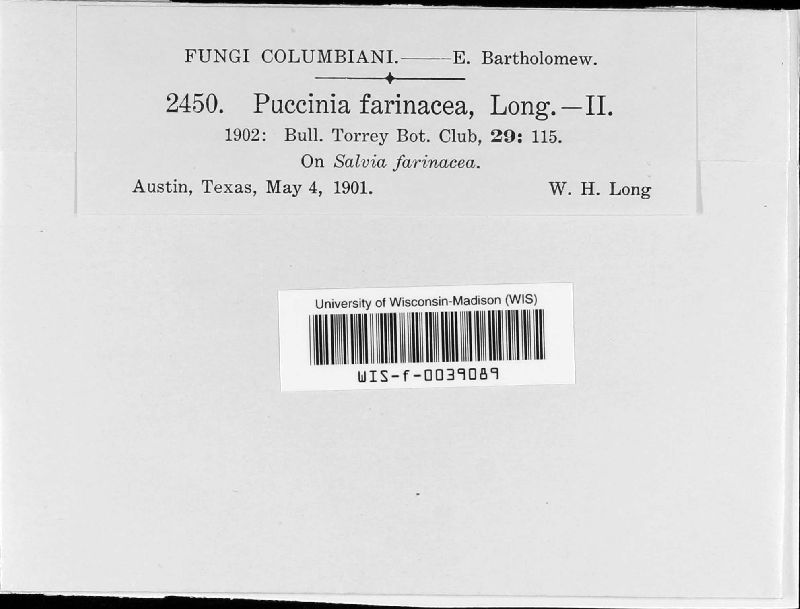 FUNGI COLUMBIANI.——E. Bartholomew.
2450. Puccinia farinacea, Long.—II.
1902: Bull. Torrey Bot. Club, 29: 115.
On Salvia farinacea.
Austin, Texas, May 4, 1901. W. H. Long
University of Wisconsin-Madison (WIS)
WIS-f-0039089